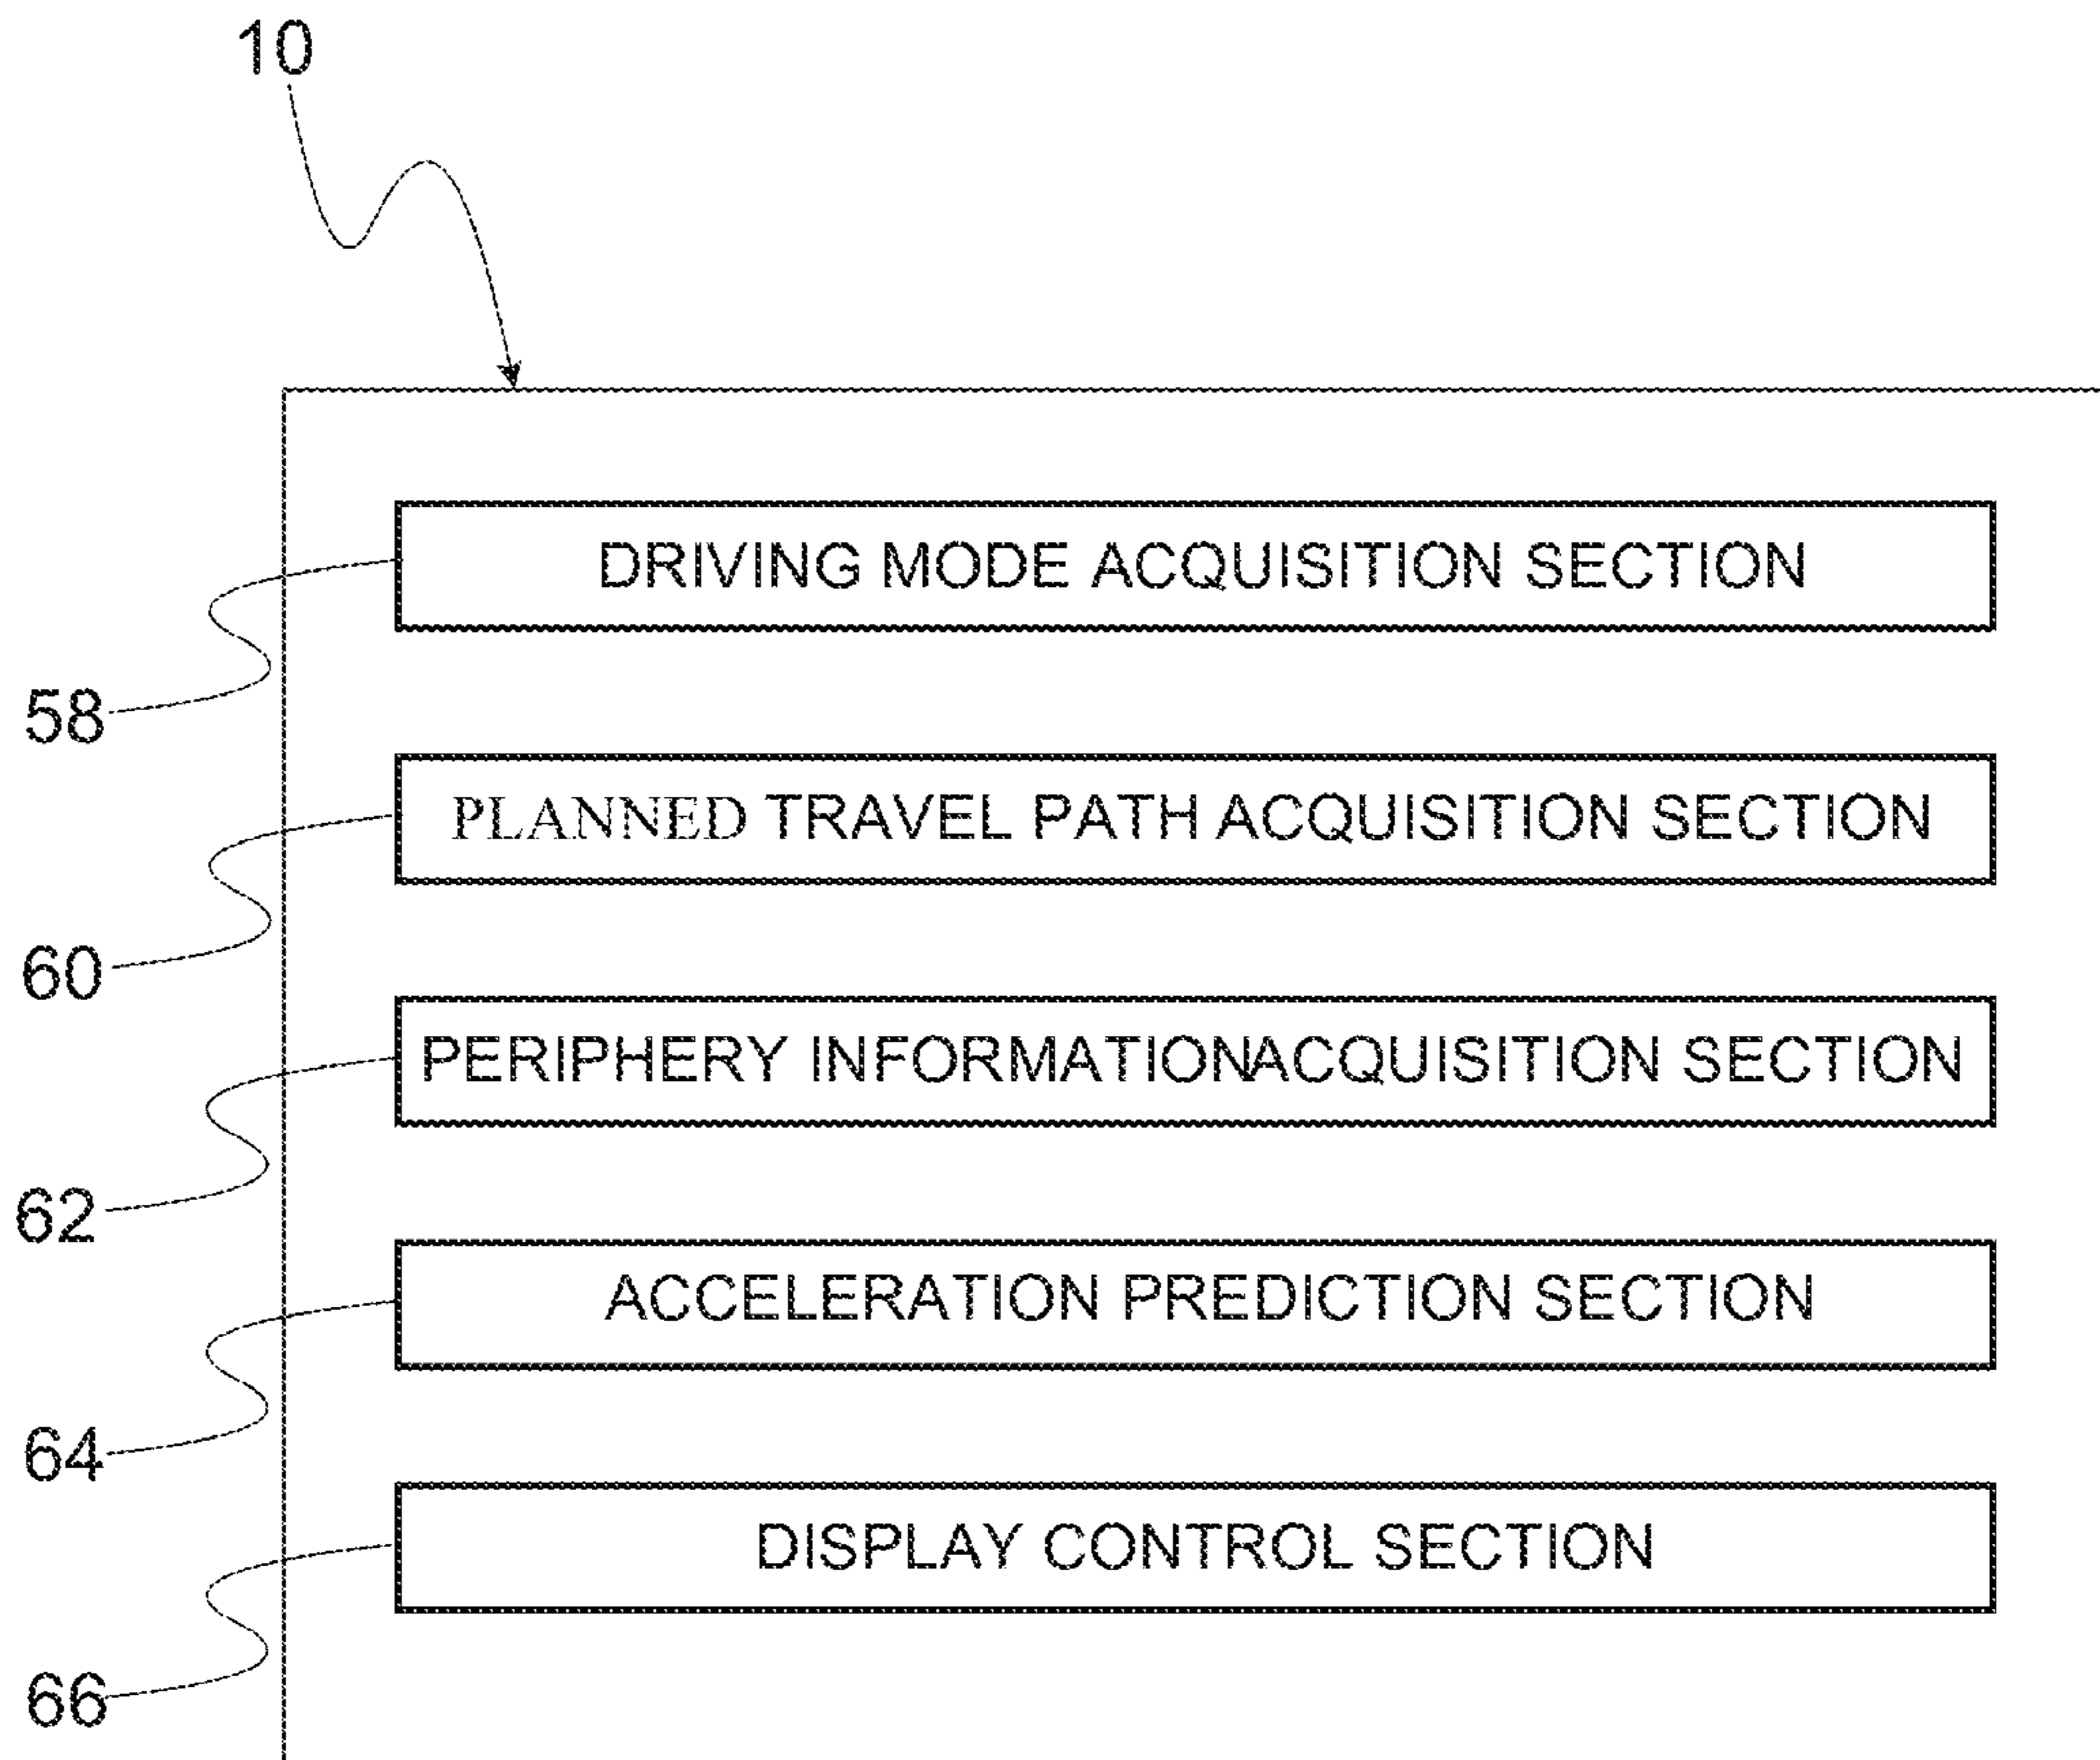 10
DRIVING MODE ACQUISITION SECTION
58
PLANNED TRAVEL PATH ACQUISITION SECTION
60
PERIPHERY INFORMATIONACQUISITION SECTION
62
ACCELERATION PREDICTION SECTION
64
DISPLAY CONTROL SECTION
66